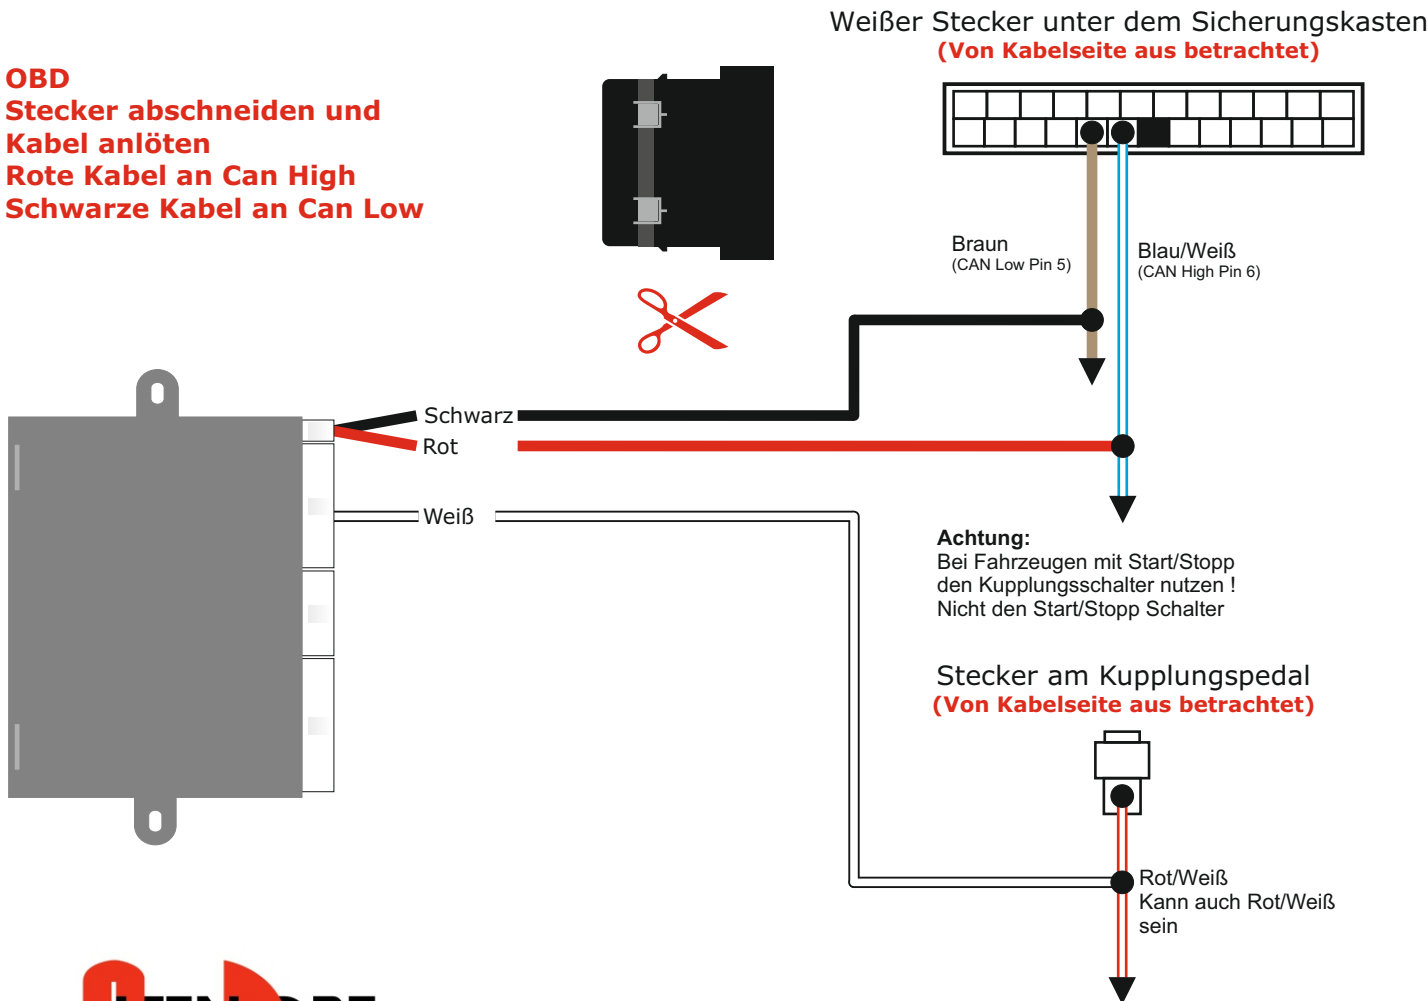 Weißer Stecker unter dem Sicherungskasten
(Von Kabelseite aus betrachtet)
OBD
Stecker abschneiden und
Kabel anlöten
Rote Kabel an Can High
Schwarze Kabel an Can Low
Braun
(CAN Low Pin 5)
Blau/Weiß
(CAN High Pin 6)
Schwarz
Rot
Weiß
Achtung:
Bei Fahrzeugen mit Start/Stopp
den Kupplungsschalter nutzen !
Nicht den Start/Stopp Schalter
Stecker am Kupplungspedal
(Von Kabelseite aus betrachtet)
Rot/Weiß
Kann auch Rot/Weiß
sein